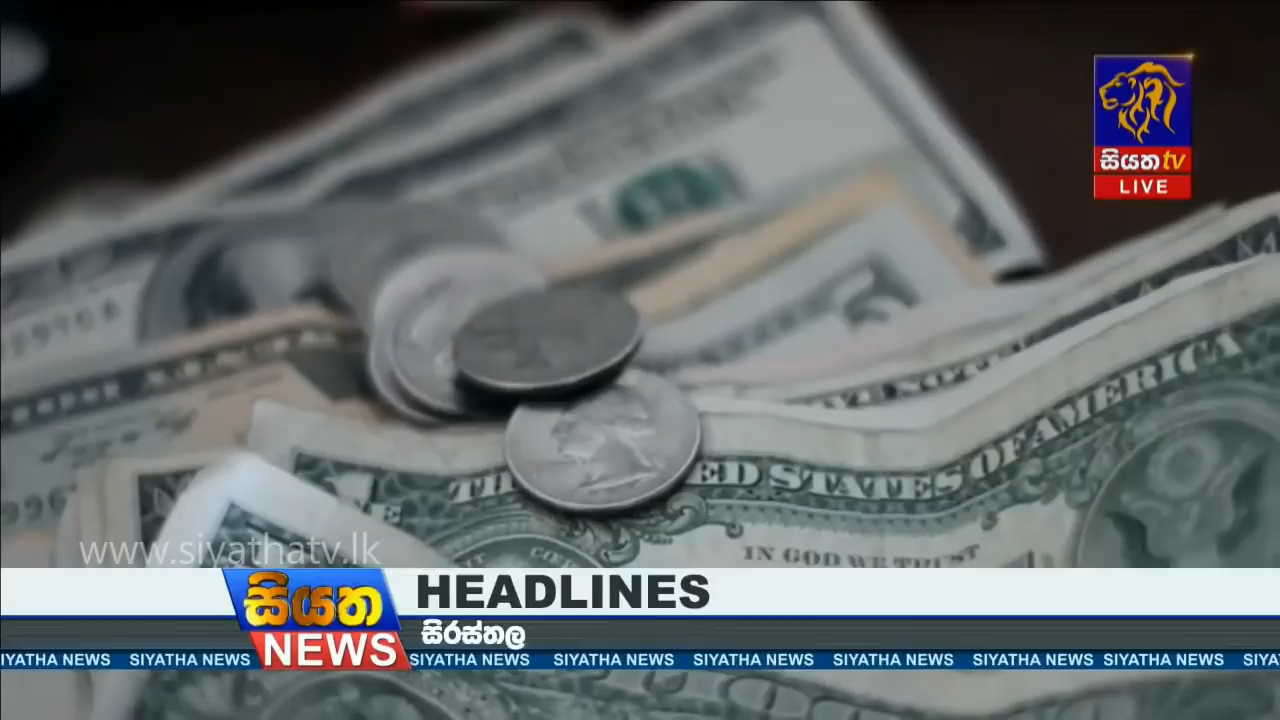 සියත tv
LIVE
THE UNITED STATES OF AMERICA
IN GOD WE TRUST
www.siyathatv.lk
සියත
NEWS
HEADLINES
සිරස්තල
SIYATHA NEWS SIYATHA NEWS SIYATHA NEWS SIYATHA NEWS SIYATHA NEWS SIYATHA NEWS SIYATHA NEWS SIYATHA NEWS